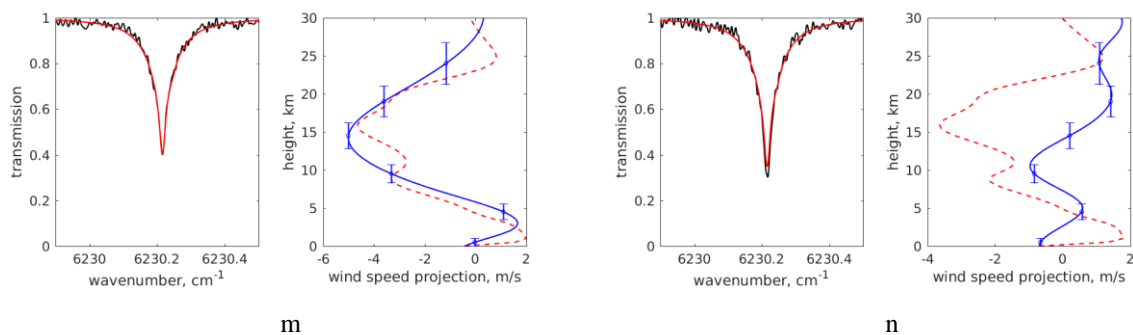 1
0.8
0.6
0.4
0.2
0
transmission
6230 6230.2 6230.4
wavenumber, cm-1
30
25
20
15
10
5
0
height, km
-6 -4 -2 0 2
wind speed projection, m/s
m
1
0.8
0.6
0.4
0.2
0
transmission
6230 6230.2 6230.4
wavenumber, cm-1
30
25
20
15
10
5
0
height, km
-4 -2 0 2
wind speed projection, m/s
n